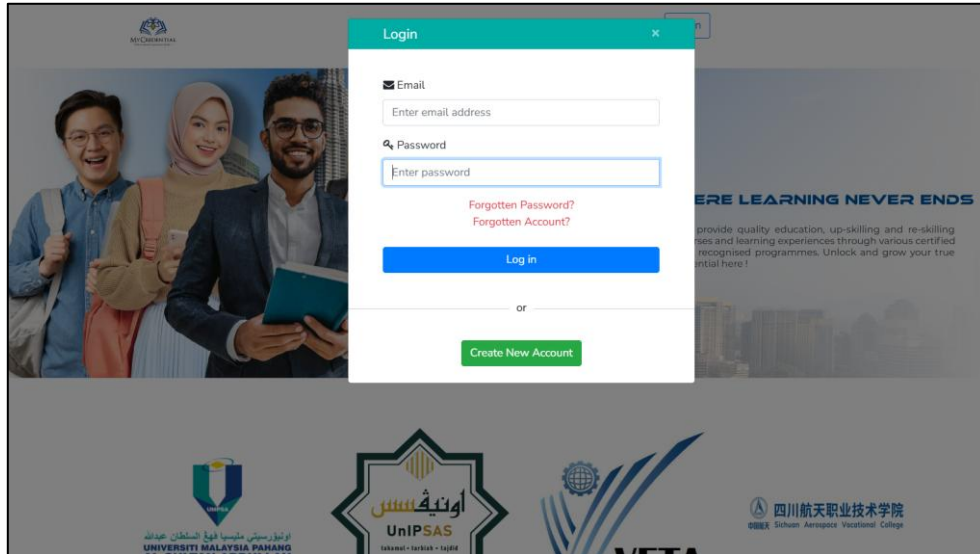 MYCREDENTIAL
Login
×
Email
Enter email address
Password
Enter password
Forgotten Password?
Forgotten Account?
Log in
or
Create New Account
ERE LEARNING NEVER ENDS
provide quality education, up-skilling and re-skilling
rses and learning experiences through various certified
recognised programmes. Unlock and grow your true
ential here !
UMPSA
اونيۏرسيتي مليسيا ڤهڠ السلطان عبدالله
UNIVERSITI MALAYSIA PAHANG
اونيڤسس
UnIPSAS
takamul • tarbiah • tajdid
VETA
四川航天职业技术学院
Sichuan Aerospace Vocational College